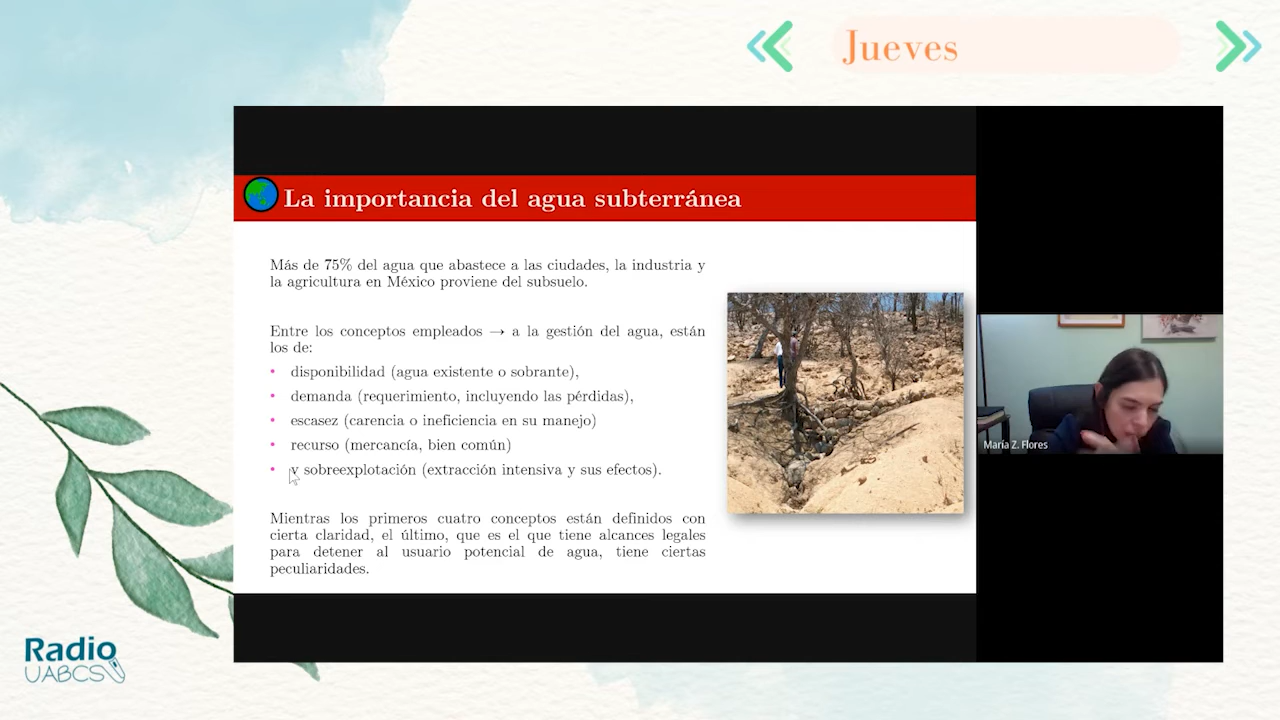 Jueves
La importancia del agua subterránea
Más de 75% del agua que abastece a las ciudades, la industria y
la agricultura en México proviene del subsuelo.
Entre los conceptos empleados → a la gestión del agua, están
los de:
• disponibilidad (agua existente o sobrante),
• demanda (requerimiento, incluyendo las pérdidas),
• escasez (carencia o ineficiencia en su manejo)
• recurso (mercancía, bien común)
• y sobreexplotación (extracción intensiva y sus efectos).
Mientras los primeros cuatro conceptos están definidos con
cierta claridad, el último, que es el que tiene alcances legales
para detener al usuario potencial de agua, tiene ciertas
peculiaridades.
María Z. Flores
Radio
UABCS